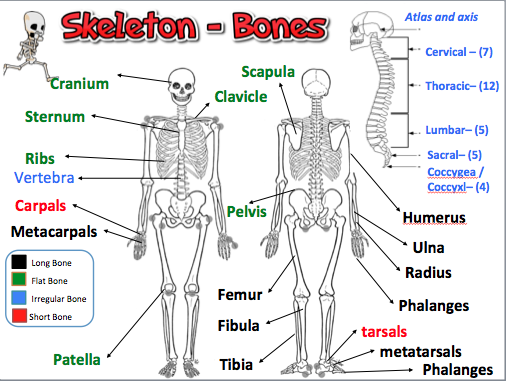 Skeleton - Bones
Atlas and axis
Cervical – (7)
Thoracic– (12)
Lumbar– (5)
Sacral– (5)
Coccygea /
Coccyxl– (4)
Cranium
Sternum
Ribs
Vertebra
Carpals
Metacarpals
Long Bone
Flat Bone
Irregular Bone
Short Bone
Patella
Scapula
Clavicle
Pelvis
Femur
Fibula
Tibia
Humerus
Ulna
Radius
Phalanges
tarsals
metatarsals
Phalanges